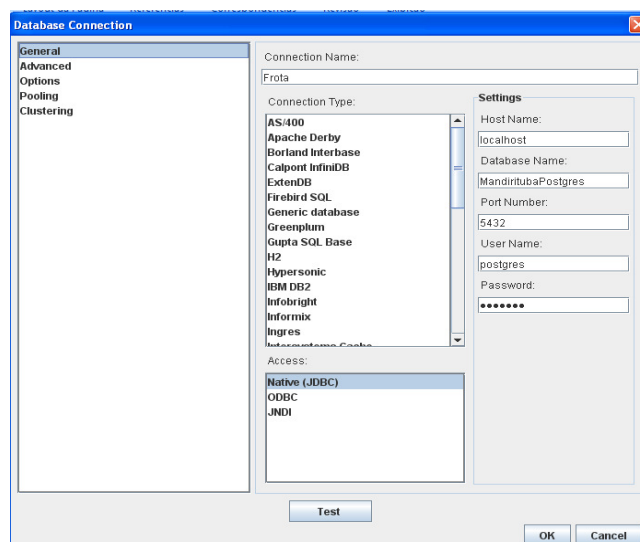 Database Connection
General
Advanced
Options
Pooling
Clustering
Connection Name:
Frota
Connection Type:
AS/400
Apache Derby
Borland Interbase
Calpont InfiniDB
ExtenDB
Firebird SQL
Generic database
Greenplum
Gupta SQL Base
H2
Hypersonic
IBM DB2
Infobright
Informix
Ingres
Intersystems Cache
Access:
Native (JDBC)
ODBC
JNDI
Settings
Host Name:
localhost
Database Name:
MandiritubaPostgres
Port Number:
5432
User Name:
postgres
Password:
●●●●●●●
Test
OK Cancel